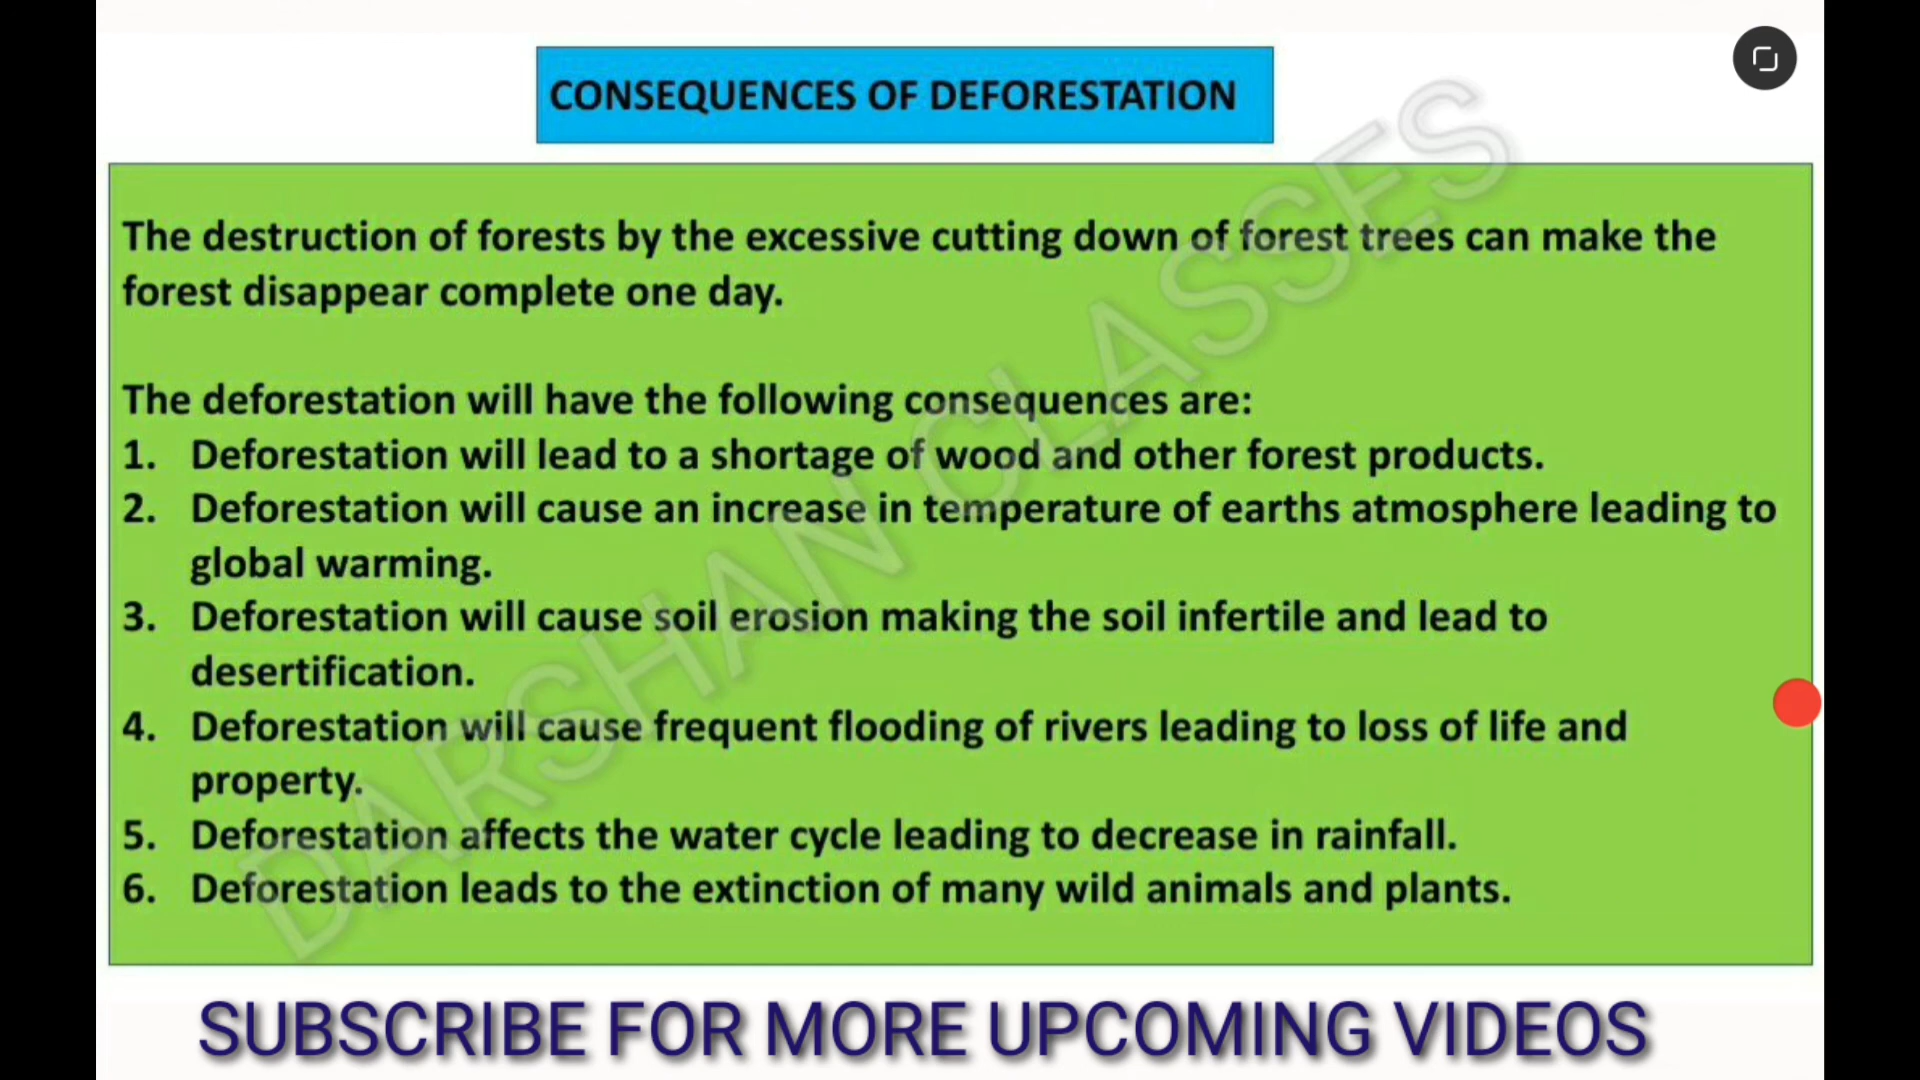 CONSEQUENCES OF DEFORESTATION
The destruction of forests by the excessive cutting down of forest trees can make the
forest disappear complete one day.
The deforestation will have the following consequences are:
1. Deforestation will lead to a shortage of wood and other forest products.
2. Deforestation will cause an increase in temperature of earths atmosphere leading to
global warming.
3. Deforestation will cause soil erosion making the soil infertile and lead to
desertification.
4. Deforestation will cause frequent flooding of rivers leading to loss of life and
property.
5. Deforestation affects the water cycle leading to decrease in rainfall.
6. Deforestation leads to the extinction of many wild animals and plants.
DARSHAN CLASSES
SUBSCRIBE FOR MORE UPCOMING VIDEOS